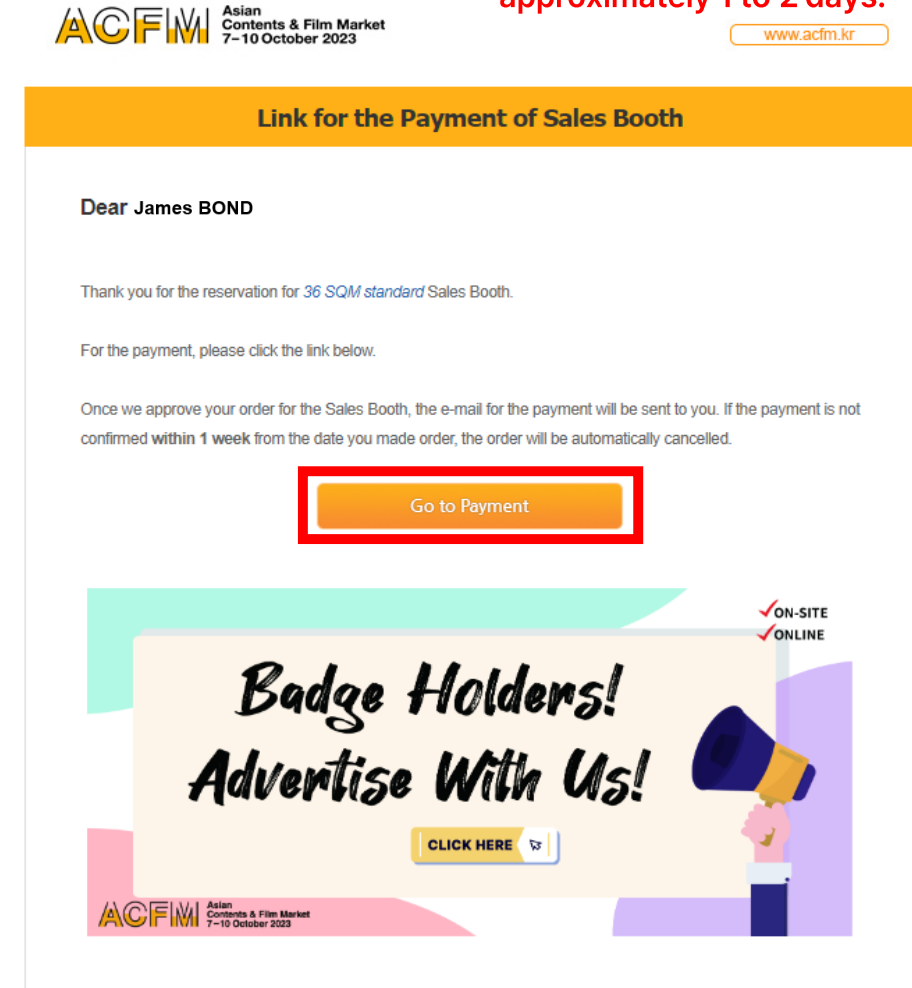 ACFM
Asian
Contents & Film Market
7–10 October 2023
approximately 1 to 2 days.
www.acfm.kr
Link for the Payment of Sales Booth
Dear James BOND
Thank you for the reservation for 36 SQM standard Sales Booth.
For the payment, please click the link below.
Once we approve your order for the Sales Booth, the e-mail for the payment will be sent to you. If the payment is not
confirmed within 1 week from the date you made order, the order will be automatically cancelled.
Go to Payment
ON-SITE
ONLINE
Badge Holders!
Advertise With Us!
CLICK HERE
ACFM
Asian
Contents & Film Market
7–10 October 2023